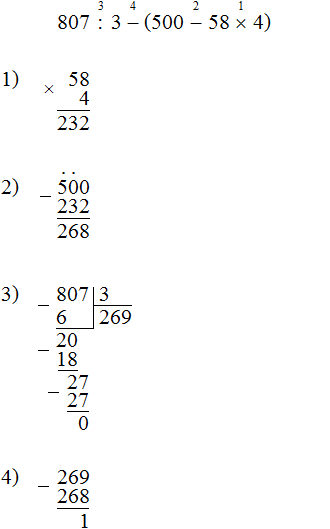 3 4 2 1
807 : 3 – (500 – 58 × 4)
1) 58
× 4
232
. .
2) – 500
232
268
3) – 807 3
6 269
– 20
18
– 27
27
0
4) – 269
268
1